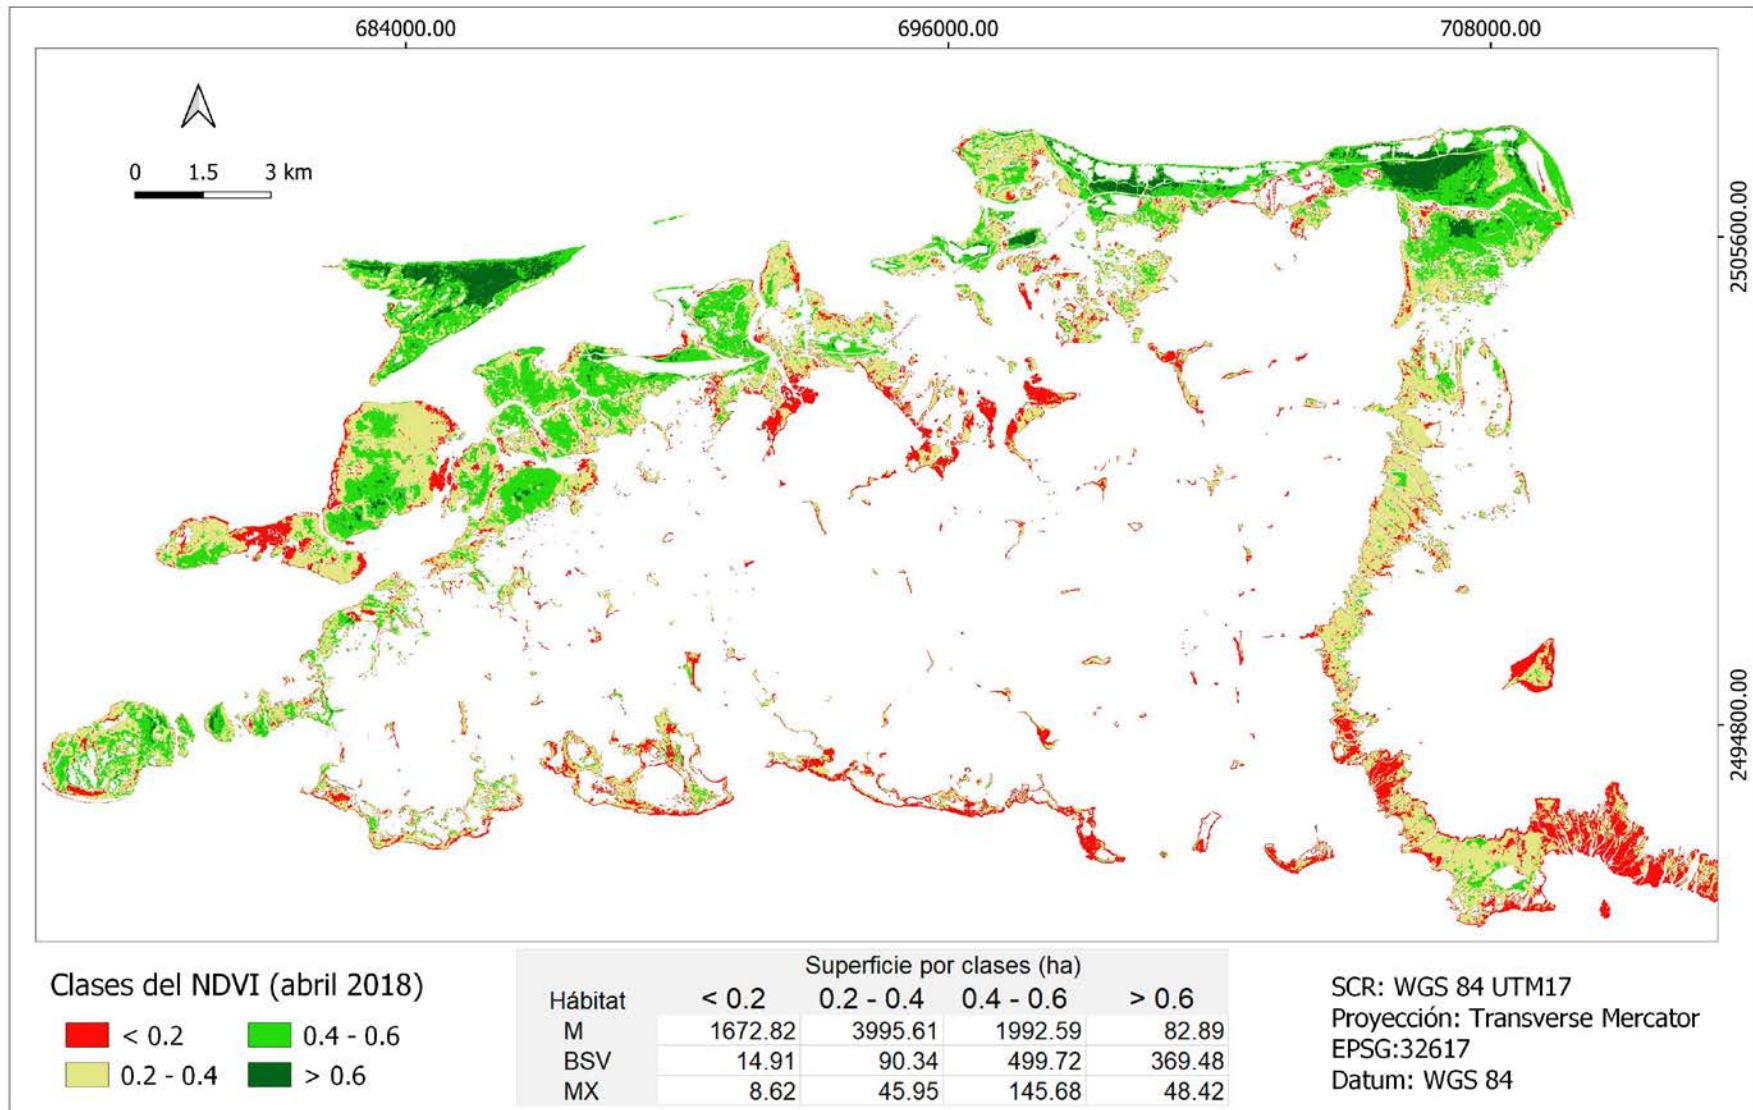 684000.00 696000.00 708000.00
0 1.5 3 km
2505600.00
2494800.00
Clases del NDVI (abril 2018)
< 0.2 0.4 - 0.6
0.2 - 0.4 > 0.6
Superficie por clases (ha)
Hábitat < 0.2 0.2 - 0.4 0.4 - 0.6 > 0.6
M 1672.82 3995.61 1992.59 82.89
BSV 14.91 90.34 499.72 369.48
MX 8.62 45.95 145.68 48.42
SCR: WGS 84 UTM17
Proyección: Transverse Mercator
EPSG:32617
Datum: WGS 84